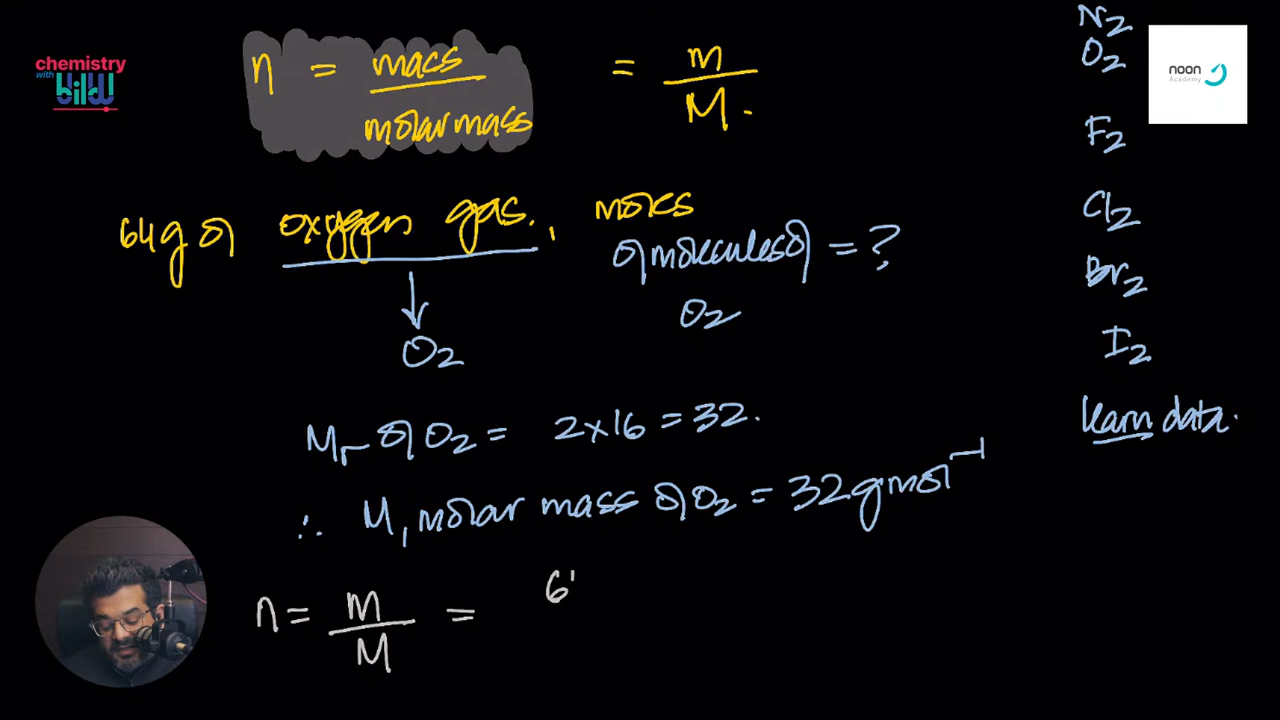 chemistry
with
bilal
n = mass / molar mass = m / M.
64g of oxygen gas, moles
of molecules of = ?
O2
O2
Mr of O2 = 2×16 = 32.
∴ M, molar mass of O2 = 32 g mol⁻¹
n = m / M = 6
N2
O2
F2
Cl2
Br2
I2
learn data.
noon
Academy